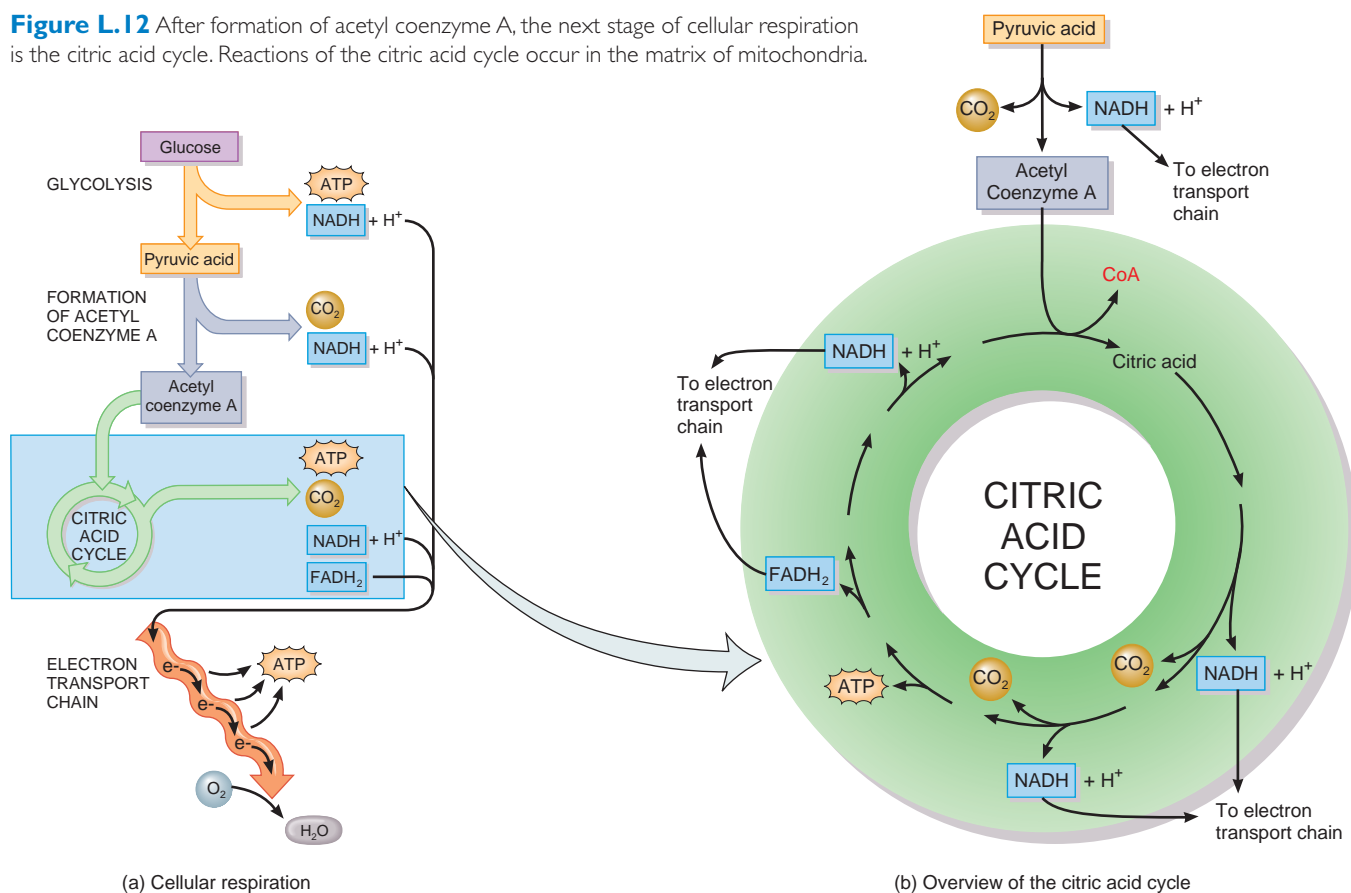 Figure L.12 After formation of acetyl coenzyme A, the next stage of cellular respiration
is the citric acid cycle. Reactions of the citric acid cycle occur in the matrix of mitochondria.
Glucose
GLYCOLYSIS
ATP
NADH + H+
Pyruvic acid
FORMATION
OF ACETYL
COENZYME A
CO2
NADH + H+
Acetyl
coenzyme A
ATP
CO2
CITRIC
ACID
CYCLE
NADH + H+
FADH2
ELECTRON
TRANSPORT
CHAIN
e-
e-
e-
ATP
O2
H2O
(a) Cellular respiration
Pyruvic acid
CO2
NADH + H+
To electron
transport
chain
Acetyl
Coenzyme A
CoA
NADH + H+
Citric acid
To electron
transport
chain
CITRIC
ACID
CYCLE
FADH2
CO2
NADH + H+
CO2
ATP
NADH + H+
To electron
transport chain
(b) Overview of the citric acid cycle